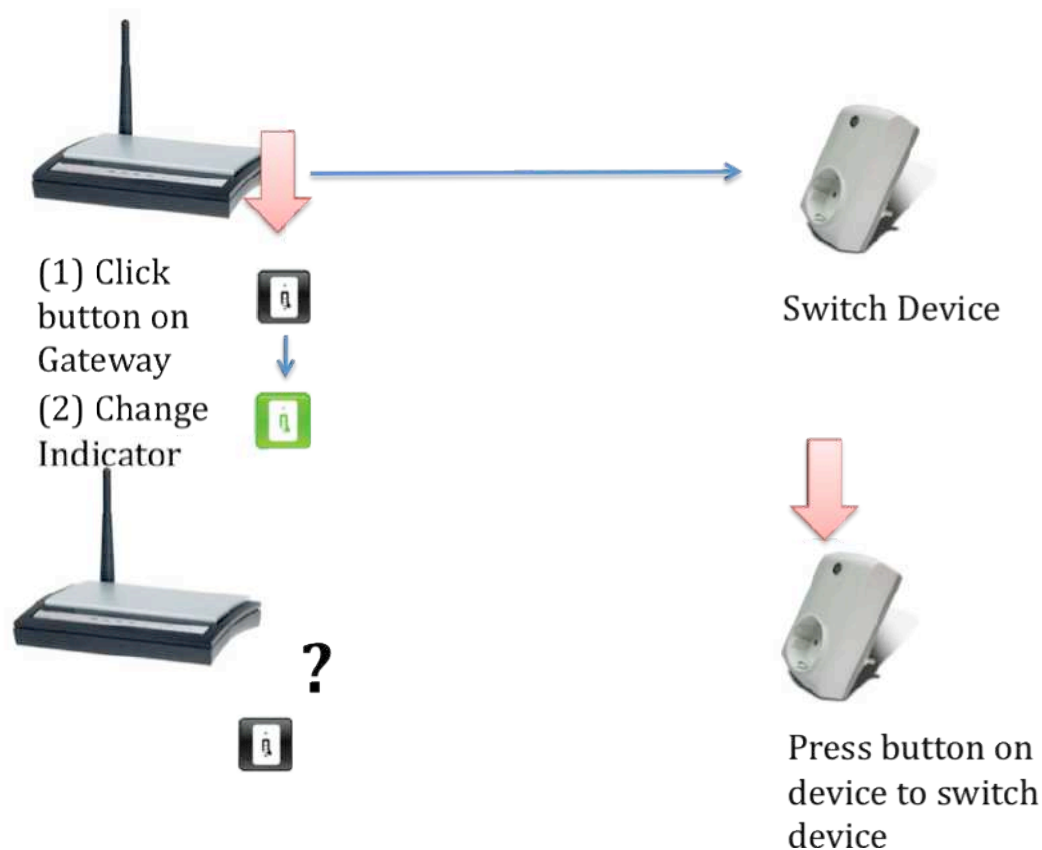 (1) Click
button on
Gateway
(2) Change
Indicator
Switch Device
?
Press button on
device to switch
device